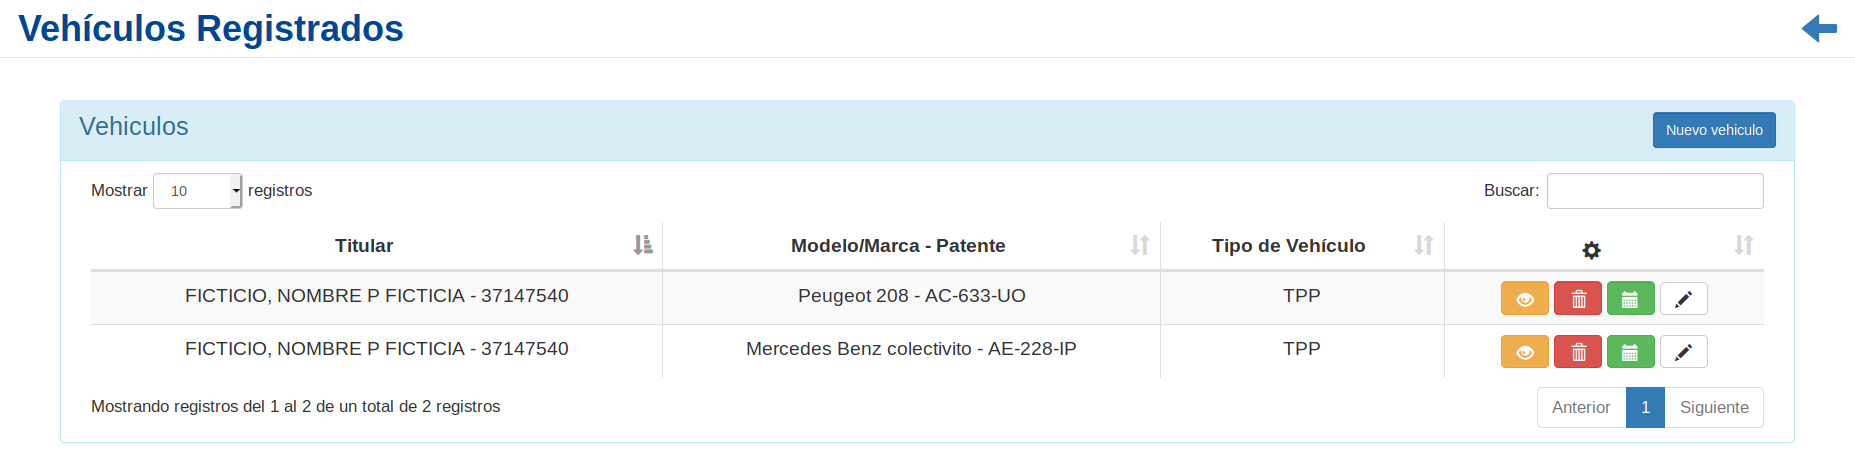 Vehículos Registrados
Vehiculos
Nuevo vehiculo
Mostrar 10 registros
Buscar:
Titular Modelo/Marca - Patente Tipo de Vehículo
FICTICIO, NOMBRE P FICTICIA - 37147540 Peugeot 208 - AC-633-UO TPP
FICTICIO, NOMBRE P FICTICIA - 37147540 Mercedes Benz colectivito - AE-228-IP TPP
Mostrando registros del 1 al 2 de un total de 2 registros
Anterior 1 Siguiente